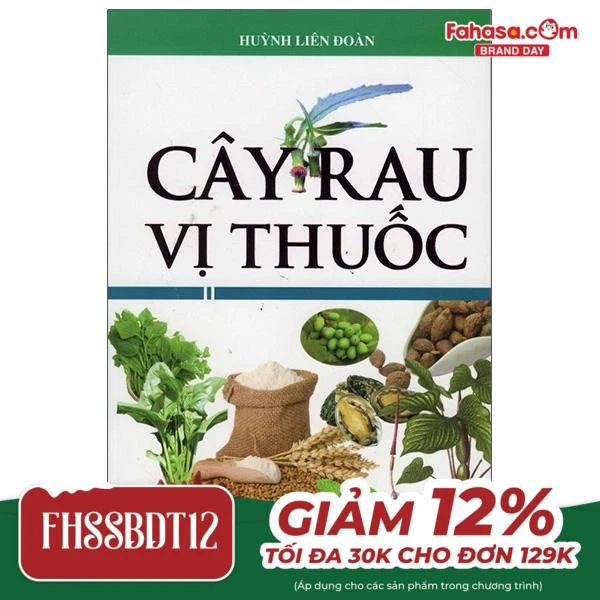 HUỲNH LIÊN ĐOÀN
Fahasa.com
BRAND DAY
CÂY RAU
VỊ THUỐC
FHSSBDT12
GIẢM 12%
TỐI ĐA 30K CHO ĐƠN 129K
(Áp dụng cho các sản phẩm trong chương trình)